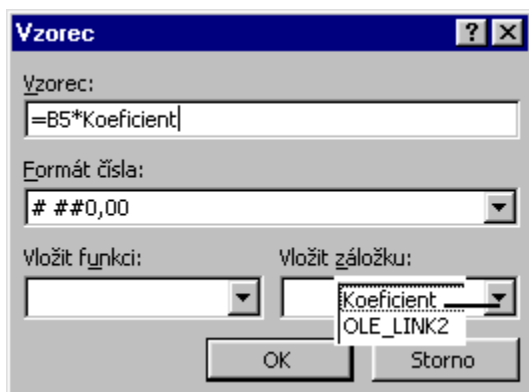 Vzorec
Vzorec:
=B5*Koeficient
Formát čísla:
# ##0,00
Vložit funkci:
Vložit záložku:
Koeficient
OLE_LINK2
OK
Storno